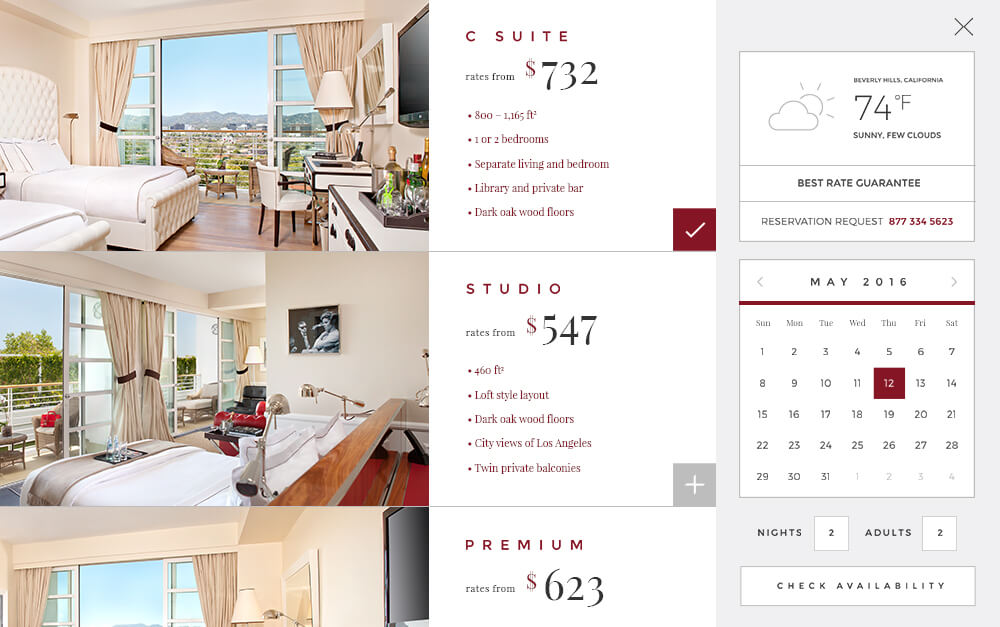 C SUITE
rates from $732
• 800 – 1,165 ft²
• 1 or 2 bedrooms
• Separate living and bedroom
• Library and private bar
• Dark oak wood floors
STUDIO
rates from $547
• 460 ft²
• Loft style layout
• Dark oak wood floors
• City views of Los Angeles
• Twin private balconies
PREMIUM
rates from $623
BEVERLY HILLS, CALIFORNIA
74°F
SUNNY, FEW CLOUDS
BEST RATE GUARANTEE
RESERVATION REQUEST 877 334 5623
MAY 2016
Sun Mon Tue Wed Thu Fri Sat
1 2 3 4 5 6 7
8 9 10 11 12 13 14
15 16 17 18 19 20 21
22 23 24 25 26 27 28
29 30 31 1 2 3 4
NIGHTS 2 ADULTS 2
CHECK AVAILABILITY